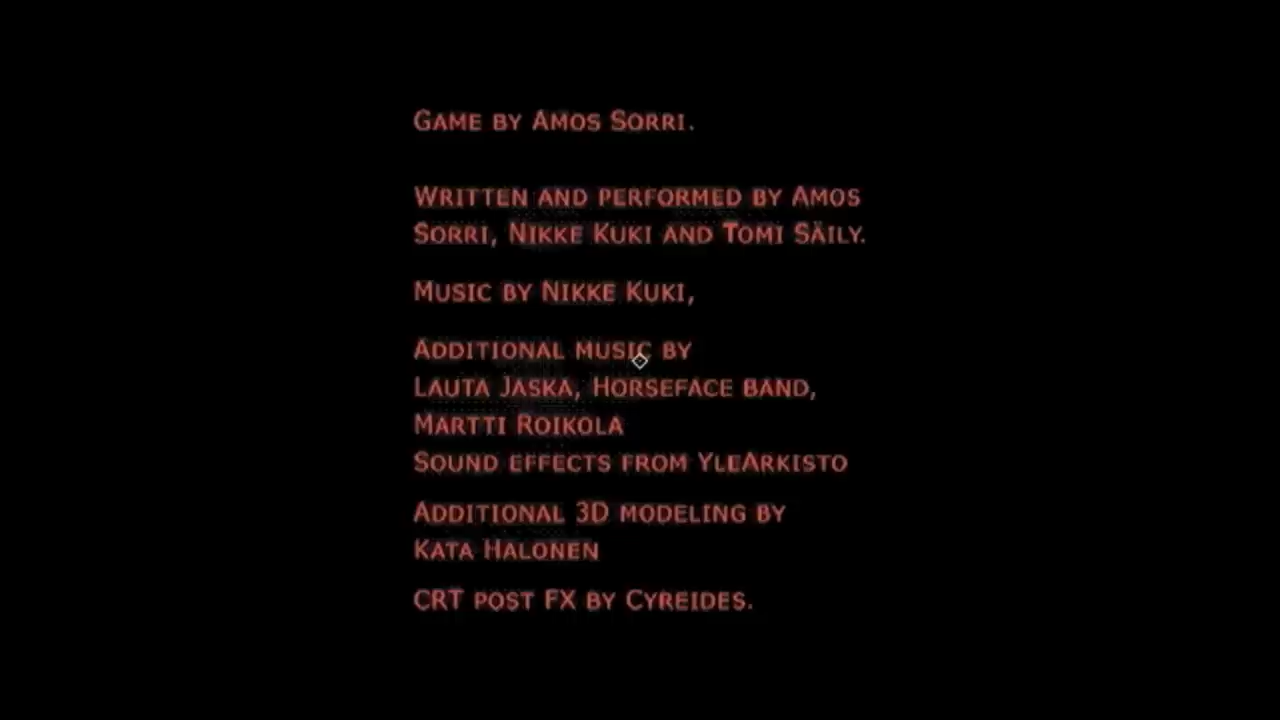 Game by Amos Sorri.
Written and performed by Amos
Sorri, Nikke Kuki and Tomi Säily.
Music by Nikke Kuki,
Additional music by
Lauta Jaska, Horseface band,
Martti Roikola
Sound effects from YleArkisto
Additional 3D modeling by
Kata Halonen
CRT post FX by Cyreides.